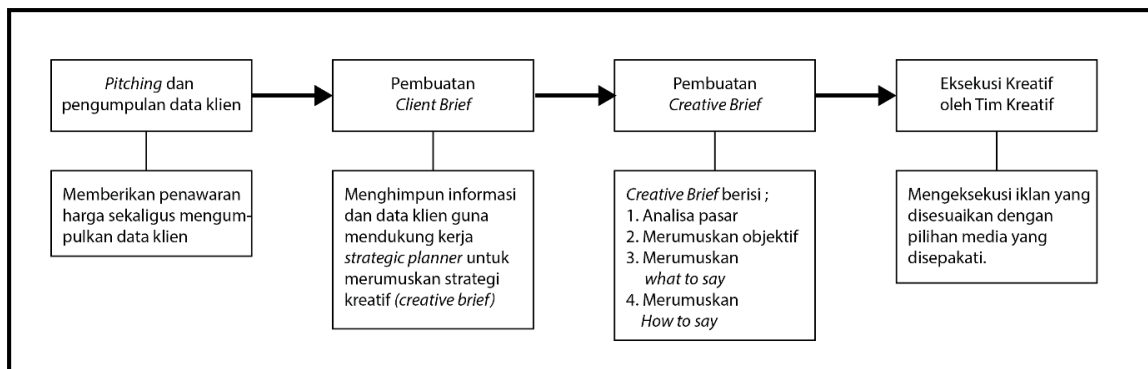 Pitching dan
pengumpulan data klien
Pembuatan
Client Brief
Pembuatan
Creative Brief
Eksekusi Kreatif
oleh Tim Kreatif
Memberikan penawaran
harga sekaligus mengum-
pulkan data klien
Menghimpun informasi
dan data klien guna
mendukung kerja
strategic planner untuk
merumuskan strategi
kreatif (creative brief)
Creative Brief berisi ;
1. Analisa pasar
2. Merumuskan objektif
3. Merumuskan
what to say
4. Merumuskan
How to say
Mengeksekusi iklan yang
disesuaikan dengan
pilihan media yang
disepakati.